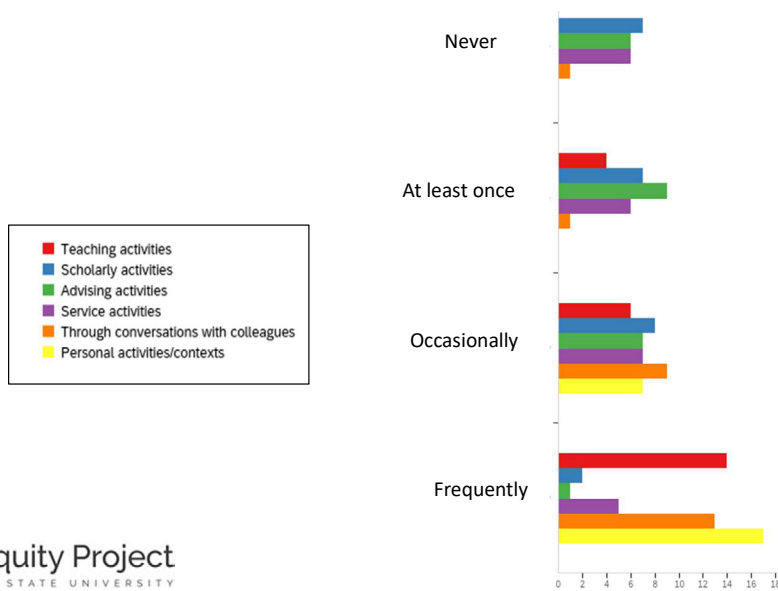 Never
At least once
Teaching activities
Scholarly activities
Advising activities
Service activities
Through conversations with colleagues
Personal activities/contexts
Occasionally
Frequently
quity Project
STATE UNIVERSITY
0 2 4 6 8 10 12 14 16 18